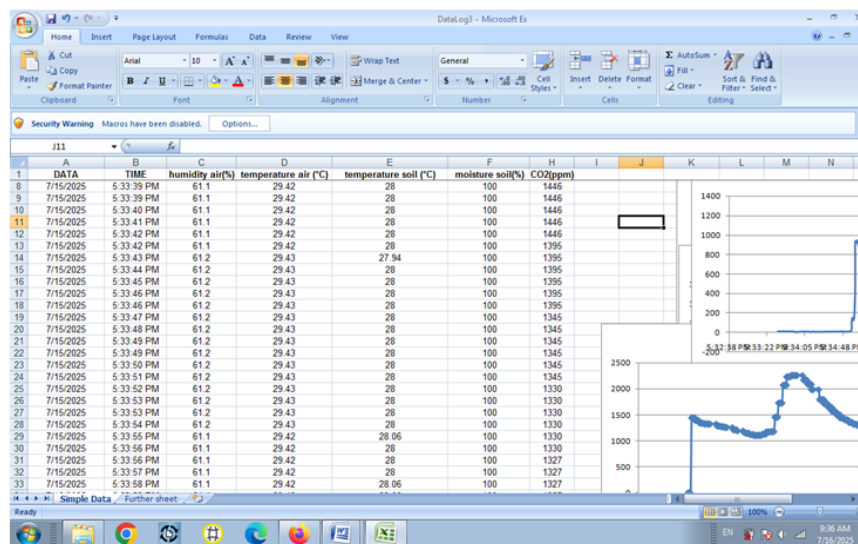 DataLog3 - Microsoft Ex
Home Insert Page Layout Formulas Data Review View
Cut
Copy
Format Painter
Paste
Clipboard
Arial 10
B I U
Font
Wrap Text
Merge & Center
Alignment
General
$ % ,
Number
Cell Styles
Insert Delete Format
Cells
Σ AutoSum
Fill
Clear
Sort & Filter
Find & Select
Editing
Security Warning Macros have been disabled. Options...
J11 fx
A B C D E F H I J K L M N
1 DATA TIME humidity air(%) temperature air (°C) temperature soil (°C) moisture soil(%) CO2(ppm)
8 7/15/2025 5:33:39 PM 61.1 29.42 28 100 1446
9 7/15/2025 5:33:39 PM 61.1 29.42 28 100 1446
10 7/15/2025 5:33:40 PM 61.1 29.42 28 100 1446
11 7/15/2025 5:33:41 PM 61.1 29.42 28 100 1446
12 7/15/2025 5:33:42 PM 61.1 29.42 28 100 1446
13 7/15/2025 5:33:42 PM 61.1 29.42 28 100 1395
14 7/15/2025 5:33:43 PM 61.2 29.43 27.94 100 1395
15 7/15/2025 5:33:44 PM 61.2 29.43 28 100 1395
16 7/15/2025 5:33:45 PM 61.2 29.43 28 100 1395
17 7/15/2025 5:33:46 PM 61.2 29.43 28 100 1395
18 7/15/2025 5:33:46 PM 61.2 29.43 28 100 1395
19 7/15/2025 5:33:47 PM 61.2 29.43 28 100 1345
20 7/15/2025 5:33:48 PM 61.2 29.43 28 100 1345
21 7/15/2025 5:33:49 PM 61.2 29.43 28 100 1345
22 7/15/2025 5:33:49 PM 61.2 29.43 28 100 1345
23 7/15/2025 5:33:50 PM 61.2 29.43 28 100 1345
24 7/15/2025 5:33:51 PM 61.2 29.43 28 100 1345
25 7/15/2025 5:33:52 PM 61.2 29.43 28 100 1330
26 7/15/2025 5:33:53 PM 61.2 29.43 28 100 1330
27 7/15/2025 5:33:53 PM 61.2 29.43 28 100 1330
28 7/15/2025 5:33:54 PM 61.2 29.43 28 100 1330
29 7/15/2025 5:33:55 PM 61.1 29.42 28.06 100 1330
30 7/15/2025 5:33:56 PM 61.1 29.42 28 100 1330
31 7/15/2025 5:33:56 PM 61.1 29.42 28 100 1327
32 7/15/2025 5:33:57 PM 61.1 29.42 28 100 1327
33 7/15/2025 5:33:58 PM 61.1 29.42 28.06 100 1327
1400
1200
1000
800
600
400
200
0
-200
5:32:38 PM 5:33:22 PM 5:34:05 PM 5:34:48 P
2500
2000
1500
1000
500
0
Simple Data Further sheet
Ready 100%
EN 9:36 AM
7/16/2025